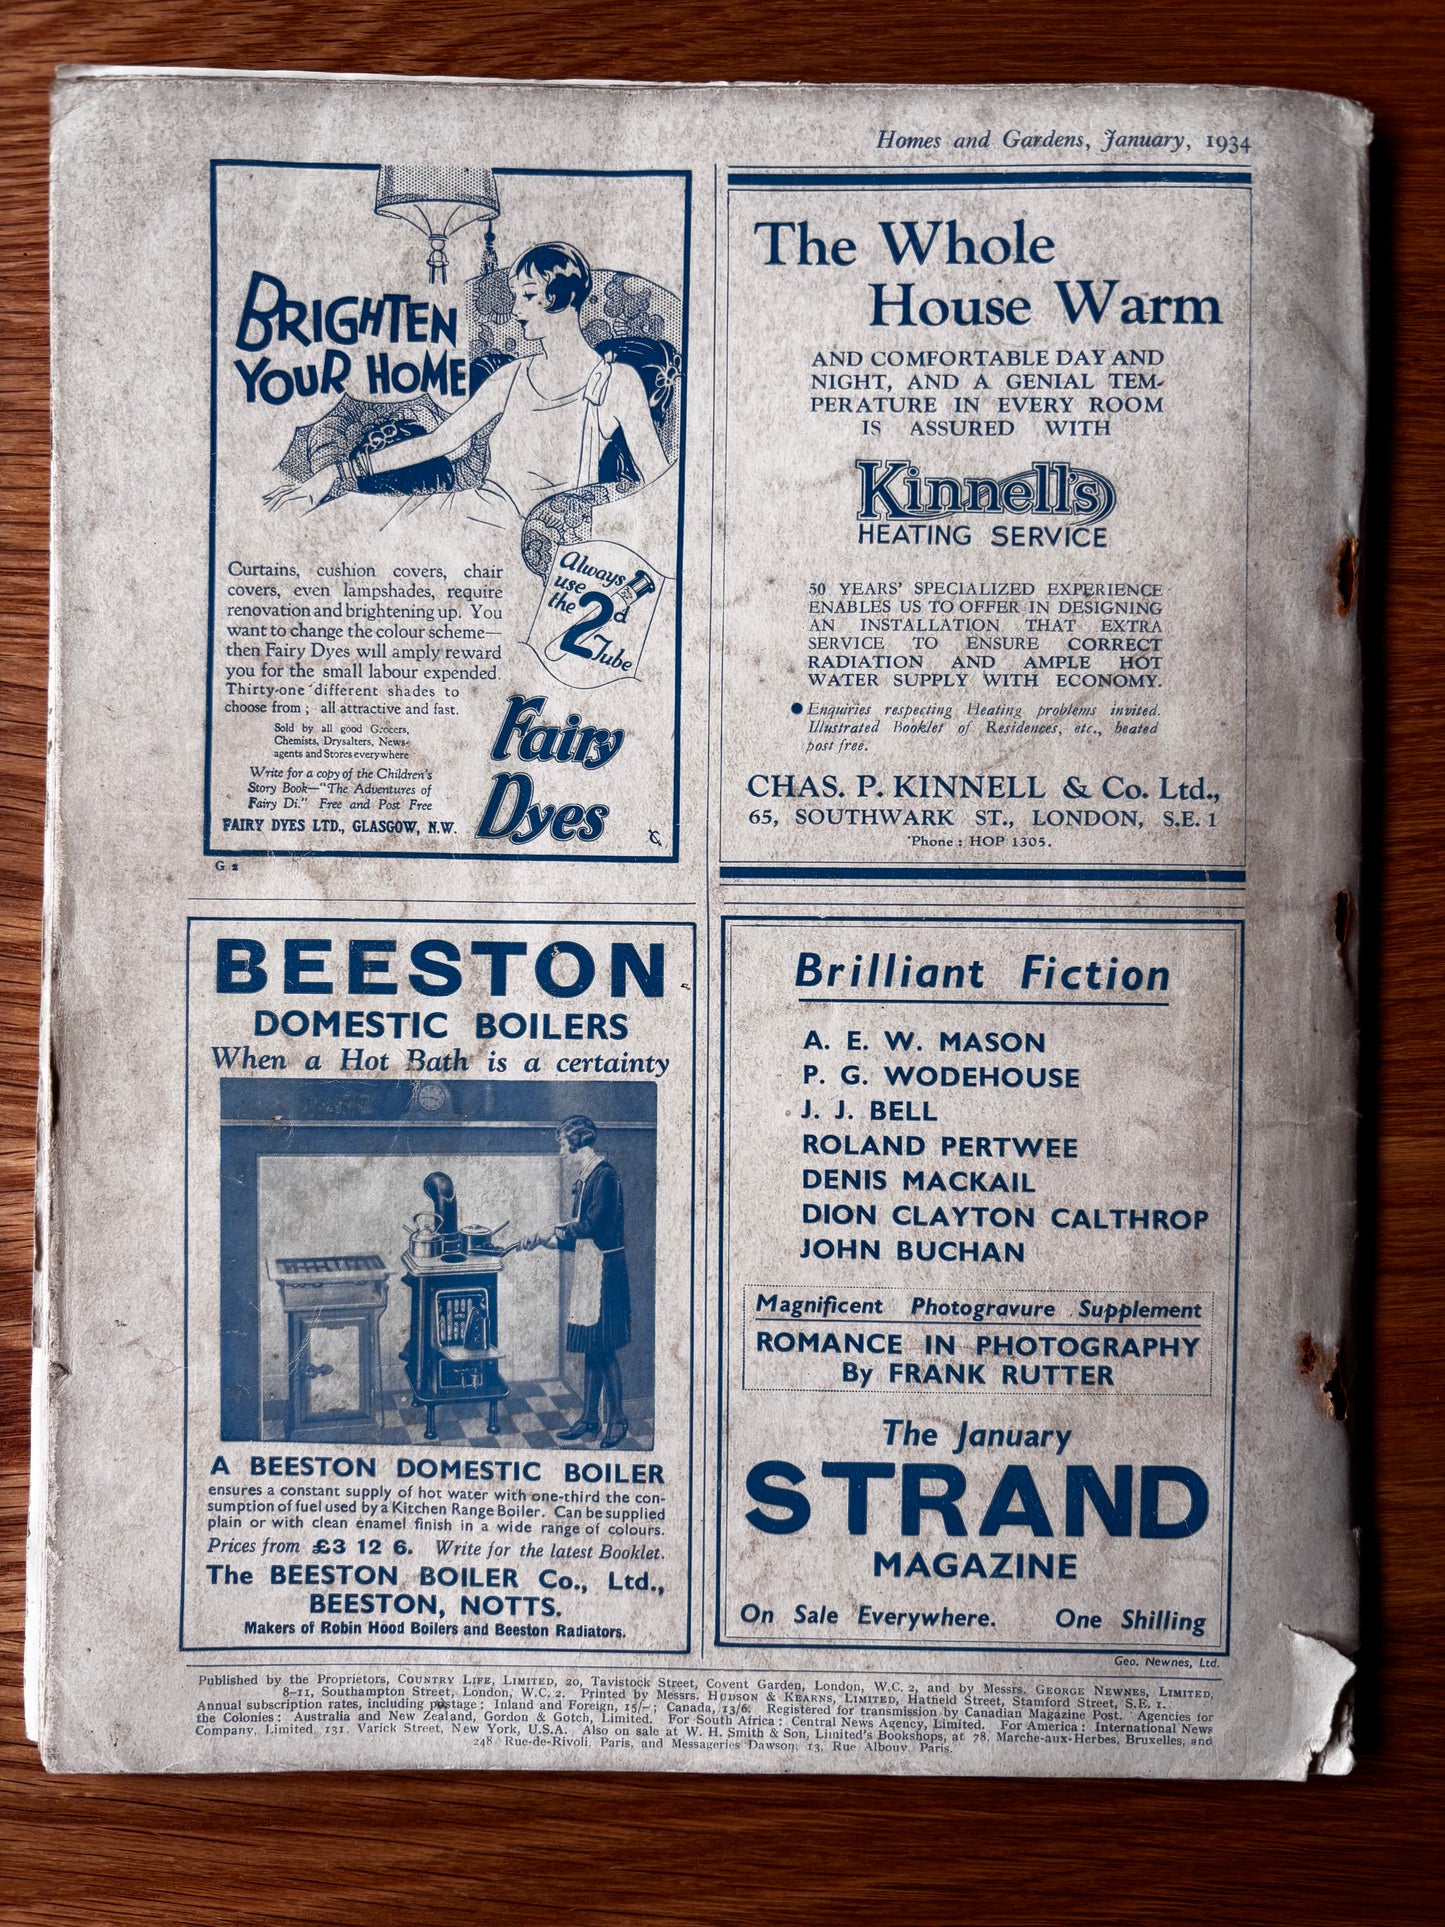 Homes and Gardens, January, 1934
BRIGHTEN
YOUR HOME
Curtains, cushion covers, chair
covers, even lampshades, require
renovation and brightening up. You
want to change the colour scheme—
then Fairy Dyes will amply reward
you for the small labour expended.
Thirty-one different shades to
choose from; all attractive and fast.
Sold by all good Grocers,
Chemists, Drysalters, News-
agents and Stores everywhere
Write for a copy of the Children's
Story Book—"The Adventures of
Fairy Di." Free and Post Free
FAIRY DYES LTD., GLASGOW, N.W.
Always
use
the 2d
Tube
Fairy
Dyes
G 2
The Whole
House Warm
AND COMFORTABLE DAY AND
NIGHT, AND A GENIAL TEM-
PERATURE IN EVERY ROOM
IS ASSURED WITH
Kinnell's
HEATING SERVICE
50 YEARS' SPECIALIZED EXPERIENCE
ENABLES US TO OFFER IN DESIGNING
AN INSTALLATION THAT EXTRA
SERVICE TO ENSURE CORRECT
RADIATION AND AMPLE HOT
WATER SUPPLY WITH ECONOMY.
● Enquiries respecting Heating problems invited.
Illustrated Booklet of Residences, etc., heated
post free.
CHAS. P. KINNELL & Co. Ltd.,
65, SOUTHWARK ST., LONDON, S.E.1
'Phone: HOP 1305.
BEESTON
DOMESTIC BOILERS
When a Hot Bath is a certainty
A BEESTON DOMESTIC BOILER
ensures a constant supply of hot water with one-third the con-
sumption of fuel used by a Kitchen Range Boiler. Can be supplied
plain or with clean enamel finish in a wide range of colours.
Prices from £3 12 6. Write for the latest Booklet.
The BEESTON BOILER Co., Ltd.,
BEESTON, NOTTS.
Makers of Robin Hood Boilers and Beeston Radiators.
Brilliant Fiction
A. E. W. MASON
P. G. WODEHOUSE
J. J. BELL
ROLAND PERTWEE
DENIS MACKAIL
DION CLAYTON CALTHROP
JOHN BUCHAN
Magnificent Photogravure Supplement
ROMANCE IN PHOTOGRAPHY
By FRANK RUTTER
The January
STRAND
MAGAZINE
On Sale Everywhere. One Shilling
Geo. Newnes, Ltd.
Published by the Proprietors, COUNTRY LIFE, LIMITED, 20, Tavistock Street, Covent Garden, London, W.C.2, and by Messrs. GEORGE NEWNES, LIMITED,
8–11, Southampton Street, London, W.C.2. Printed by Messrs. HUDSON & KEARNS, LIMITED, Hatfield Street, Stamford Street, S.E.1.
Annual subscription rates, including postage: Inland and Foreign, 15/-; Canada, 13/6. Registered for transmission by Canadian Magazine Post. Agencies for
the Colonies: Australia and New Zealand, Gordon & Gotch, Limited. For South Africa: Central News Agency, Limited. For America: International News
Company, Limited, 131, Varick Street, New York, U.S.A. Also on sale at W. H. Smith & Son, Limited's Bookshops, at 78, Marche-aux-Herbes, Bruxelles, and
248 Rue-de-Rivoli, Paris, and Messageries Dawson, 13, Rue Albouy, Paris.